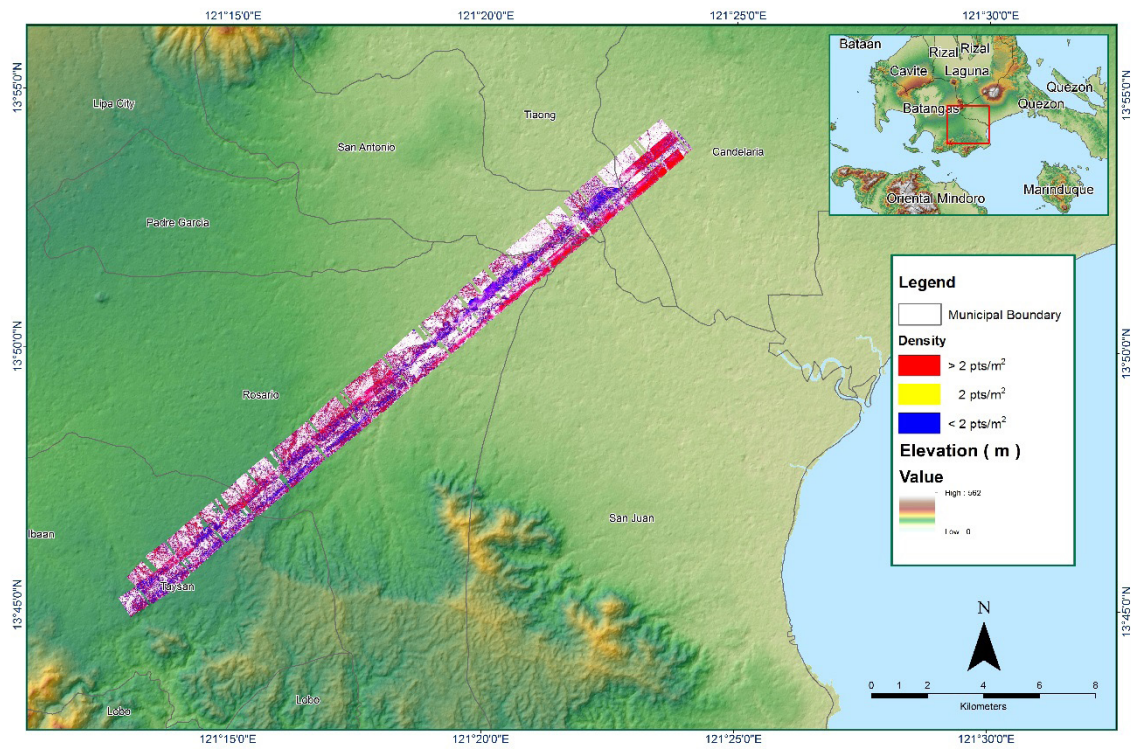 121°15'0"E
121°20'0"E
121°25'0"E
121°30'0"E
13°55'0"N
13°50'0"N
13°45'0"N
13°55'0"N
13°50'0"N
13°45'0"N
Lipa City
Tiaong
San Antonio
Candelaria
Padre Garcia
Rosario
San Juan
Ibaan
Taysan
Lobo
Lobo
Bataan
Rizal
Rizal
Cavite
Laguna
Quezon
Batangas
Quezon
Marinduque
Oriental Mindoro
Legend
Municipal Boundary
Density
> 2 pts/m²
2 pts/m²
< 2 pts/m²
Elevation ( m )
Value
High : 562
Low : 0
N
0 1 2 4 6 8
Kilometers
121°15'0"E
121°20'0"E
121°25'0"E
121°30'0"E